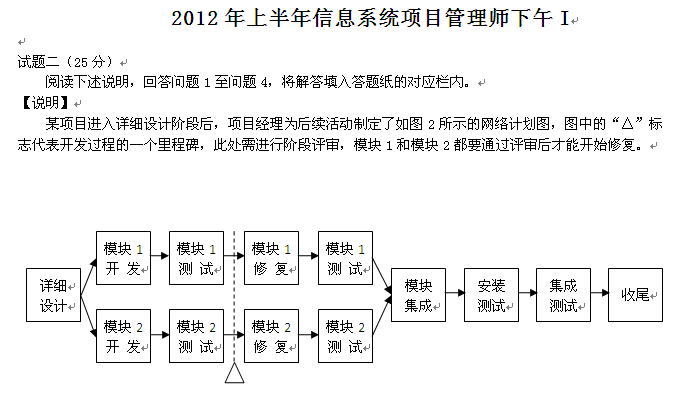 2012年上半年信息系统项目管理师下午I
试题二（25分）
阅读下述说明，回答问题1至问题4，将解答填入答题纸的对应栏内。
【说明】
某项目进入详细设计阶段后，项目经理为后续活动制定了如图2所示的网络计划图，图中的“△”标
志代表开发过程的一个里程碑，此处需进行阶段评审，模块1和模块2都要通过评审后才能开始修复。
详细
设计
模块1
开 发
模块1
测 试
模块1
修 复
模块1
测 试
模块2
开 发
模块2
测 试
模块2
修 复
模块2
测 试
模块
集成
安装
测试
集成
测试
收尾